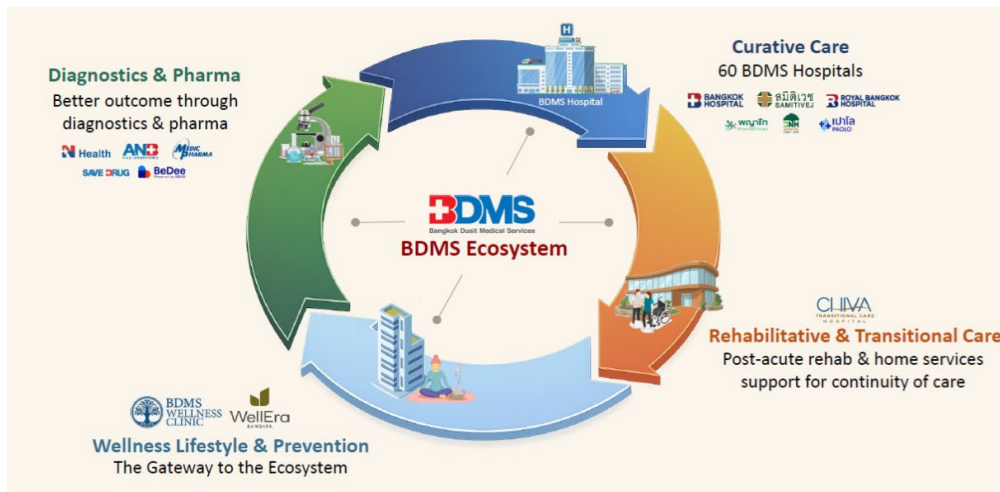 Diagnostics & Pharma
Better outcome through
diagnostics & pharma
N Health
ANB
MEDIC
PHARMA
SAVE DRUG
BeDee
H
BDMS Hospital
Curative Care
60 BDMS Hospitals
BANGKOK
HOSPITAL
สมิติเวช
SAMITIVEJ
ROYAL BANGKOK
HOSPITAL
พญาไท
BNH
เปาโล
PAOLO
BDMS
Bangkok Dusit Medical Services
BDMS Ecosystem
CHIVA
TRANSITIONAL CARE
HOSPITAL
Rehabilitative & Transitional Care
Post-acute rehab & home services
support for continuity of care
BDMS
WELLNESS
CLINIC
WellEra
BANGKOK
Wellness Lifestyle & Prevention
The Gateway to the Ecosystem